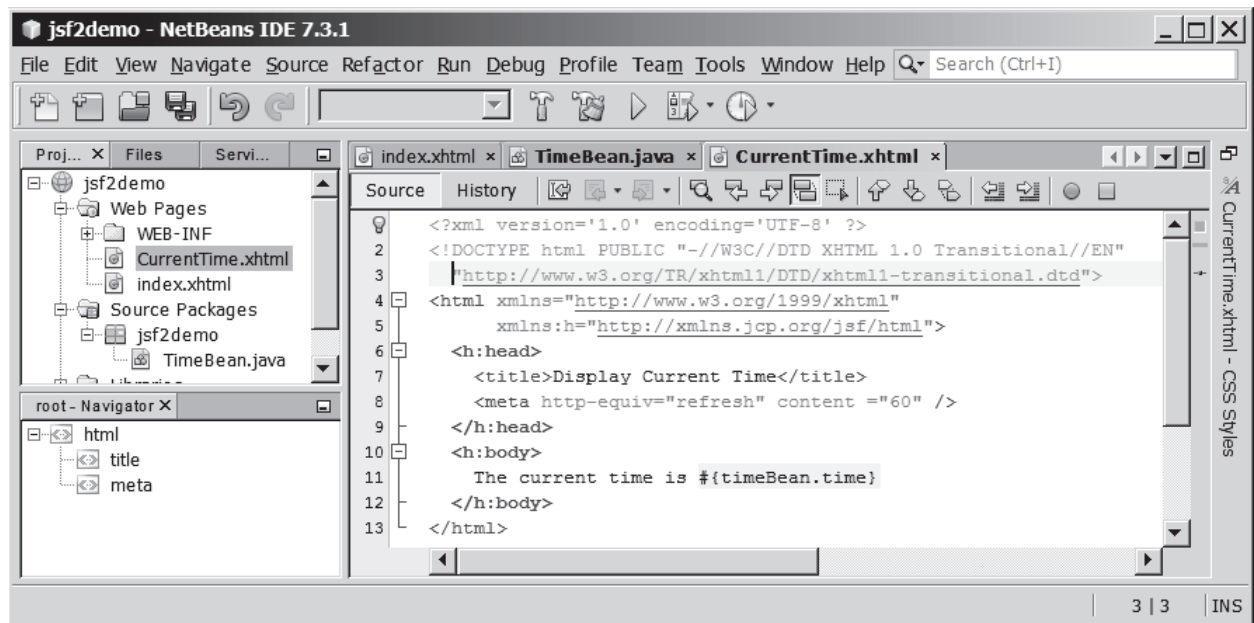 jsf2demo - NetBeans IDE 7.3.1
File Edit View Navigate Source Refactor Run Debug Profile Team Tools Window Help Search (Ctrl+I)
Proj... Files Servi...
jsf2demo
Web Pages
WEB-INF
CurrentTime.xhtml
index.xhtml
Source Packages
jsf2demo
TimeBean.java
root - Navigator
html
title
meta
index.xhtml TimeBean.java CurrentTime.xhtml
Source History
<?xml version='1.0' encoding='UTF-8' ?>
2 <!DOCTYPE html PUBLIC "-//W3C//DTD XHTML 1.0 Transitional//EN"
3 "http://www.w3.org/TR/xhtml1/DTD/xhtml1-transitional.dtd">
4 <html xmlns="http://www.w3.org/1999/xhtml"
5 xmlns:h="http://xmlns.jcp.org/jsf/html">
6 <h:head>
7 <title>Display Current Time</title>
8 <meta http-equiv="refresh" content ="60" />
9 </h:head>
10 <h:body>
11 The current time is #{timeBean.time}
12 </h:body>
13 </html>
CurrentTime.xhtml - CSS Styles
3 | 3 INS